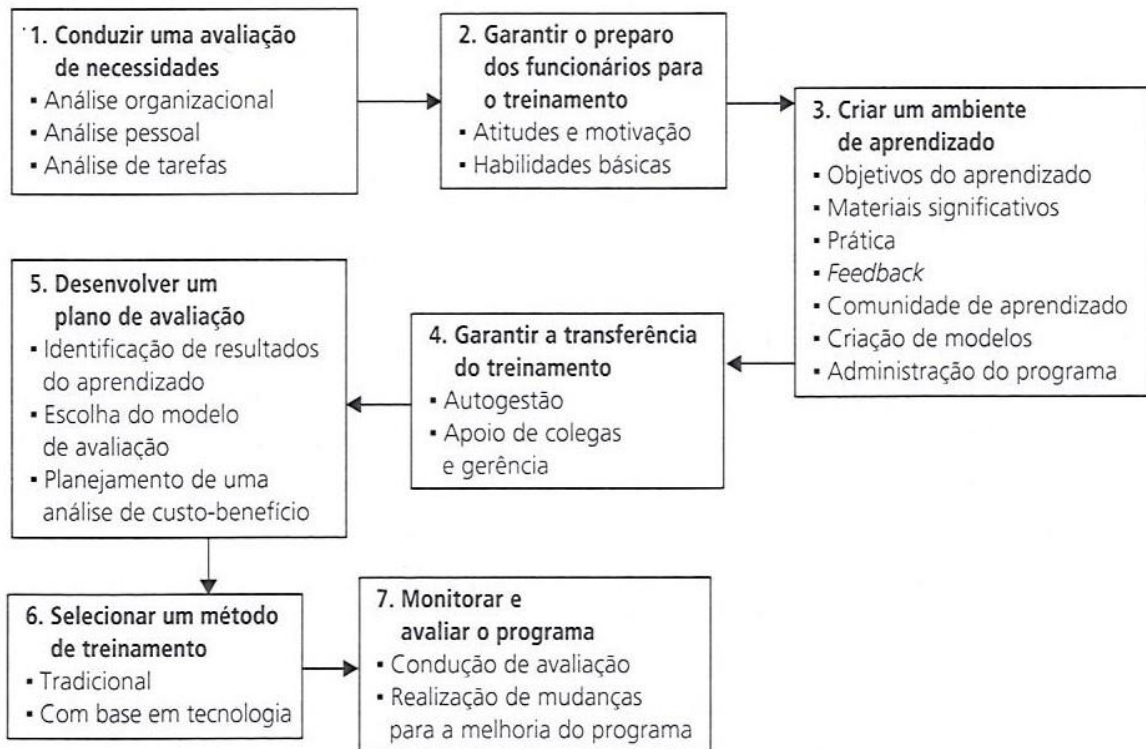 1. Conduzir uma avaliação
de necessidades
▪ Análise organizacional
▪ Análise pessoal
▪ Análise de tarefas
2. Garantir o preparo
dos funcionários para
o treinamento
▪ Atitudes e motivação
▪ Habilidades básicas
3. Criar um ambiente
de aprendizado
▪ Objetivos do aprendizado
▪ Materiais significativos
▪ Prática
▪ Feedback
▪ Comunidade de aprendizado
▪ Criação de modelos
▪ Administração do programa
4. Garantir a transferência
do treinamento
▪ Autogestão
▪ Apoio de colegas
e gerência
5. Desenvolver um
plano de avaliação
▪ Identificação de resultados
do aprendizado
▪ Escolha do modelo
de avaliação
▪ Planejamento de uma
análise de custo-benefício
6. Selecionar um método
de treinamento
▪ Tradicional
▪ Com base em tecnologia
7. Monitorar e
avaliar o programa
▪ Condução de avaliação
▪ Realização de mudanças
para a melhoria do programa